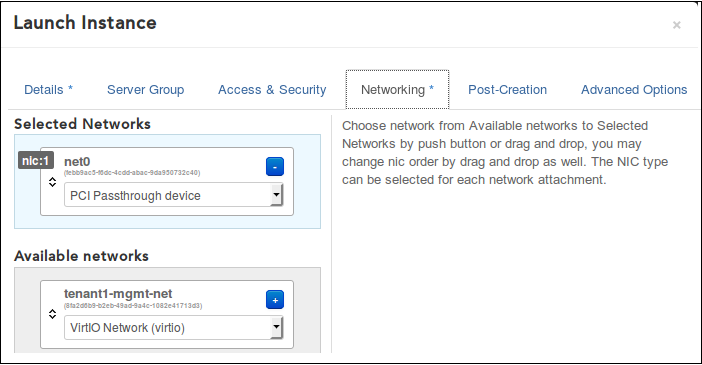 Launch Instance
×
Details * Server Group Access & Security Networking * Post-Creation Advanced Options
Selected Networks
nic:1 net0
(febb9ac5-f6dc-4cdd-abac-9da950732c40)
-
PCI Passthrough device
Available networks
tenant1-mgmt-net
(8fa2d5b9-b2eb-49ad-9a4c-1082e41713d3)
+
VirtIO Network (virtio)
Choose network from Available networks to Selected
Networks by push button or drag and drop, you may
change nic order by drag and drop as well. The NIC type
can be selected for each network attachment.